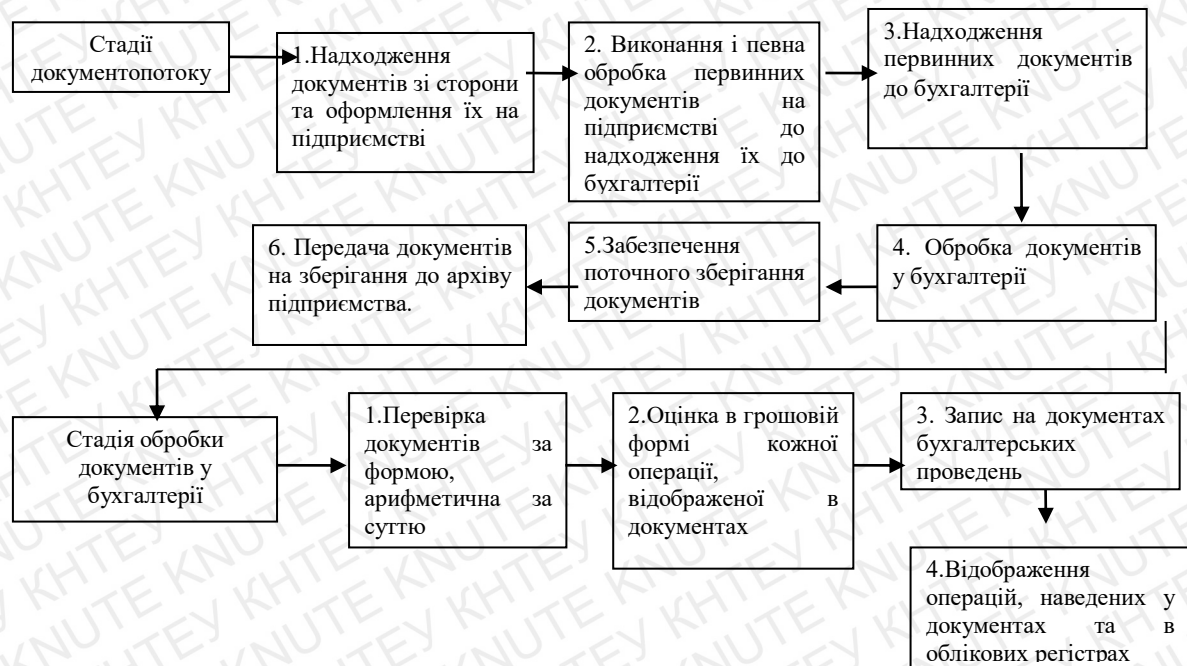 Стадії
документопотоку
1.Надходження
документів зі сторони
та оформлення їх на
підприємстві
2. Виконання і певна
обробка первинних
документів на
підприємстві до
надходження їх до
бухгалтерії
3.Надходження
первинних документів
до бухгалтерії
6. Передача документів
на зберігання до архіву
підприємства.
5.Забезпечення
поточного зберігання
документів
4. Обробка документів
у бухгалтерії
Стадія обробки
документів у
бухгалтерії
1.Перевірка
документів за
формою,
арифметична за
суттю
2.Оцінка в грошовій
формі кожної
операції,
відображеної в
документах
3. Запис на документах
бухгалтерських
проведень
4.Відображення
операцій, наведених у
документах та в
облікових регістрах